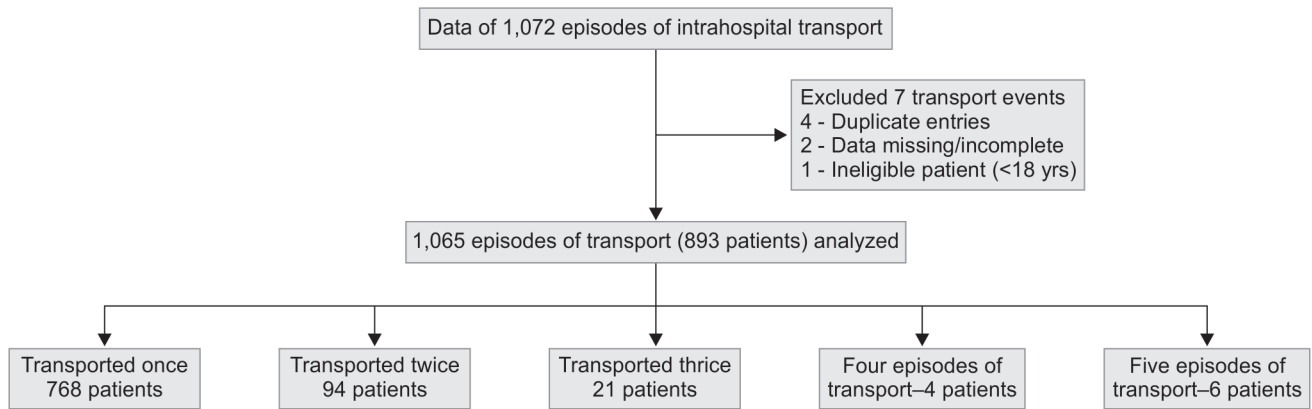 Data of 1,072 episodes of intrahospital transport
Excluded 7 transport events
4 - Duplicate entries
2 - Data missing/incomplete
1 - Ineligible patient (<18 yrs)
1,065 episodes of transport (893 patients) analyzed
Transported once
768 patients
Transported twice
94 patients
Transported thrice
21 patients
Four episodes of
transport–4 patients
Five episodes of
transport–6 patients